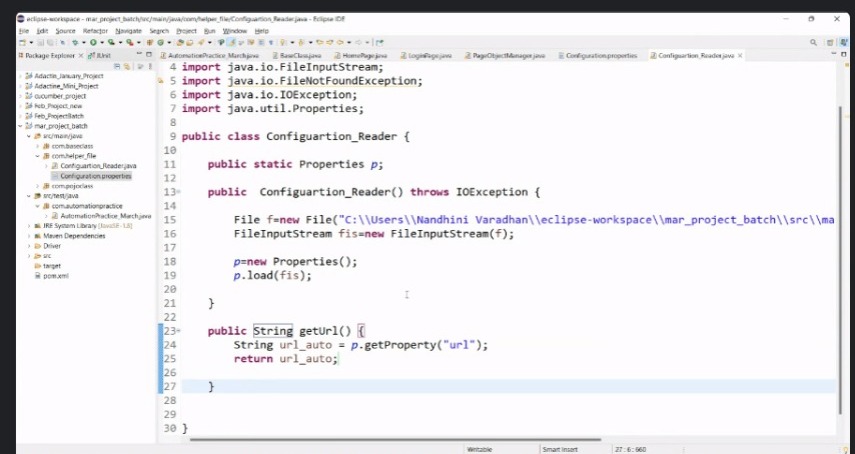 eclipse-workspace - mar_project_batch/src/main/java/com/helper_file/Configuartion_Reader.java - Eclipse IDE
File Edit Source Refactor Navigate Search Project Run Window Help
Package Explorer JUnit
AutomationPractice_March.java BaseClass.java HomePage.java LoginPage.java PageObjectManager.java Configuration.properties Configuartion_Reader.java
Adactin_January_Project
Adactine_Mini_Project
cucumber_project
Feb_Project_new
Feb_ProjectBatch
mar_project_batch
src/main/java
com.baseclass
com.helper_file
Configuartion_Reader.java
Configuration.properties
com.pojoclass
src/test/java
com.automationpractice
AutomationPractice_March.java
JRE System Library [JavaSE-1.8]
Maven Dependencies
Driver
src
target
pom.xml
4 import java.io.FileInputStream;
5 import java.io.FileNotFoundException;
6 import java.io.IOException;
7 import java.util.Properties;
8
9 public class Configuartion_Reader {
10
11 public static Properties p;
12
13 public Configuartion_Reader() throws IOException {
14
15 File f=new File("C:\\Users\\Nandhini Varadhan\\eclipse-workspace\\mar_project_batch\\src\\ma
16 FileInputStream fis=new FileInputStream(f);
17
18 p=new Properties();
19 p.load(fis);
20
21 }
22
23 public String getUrl() {
24 String url_auto = p.getProperty("url");
25 return url_auto;
26
27 }
28
29
30 }
Writable Smart Insert 27 : 6 : 660